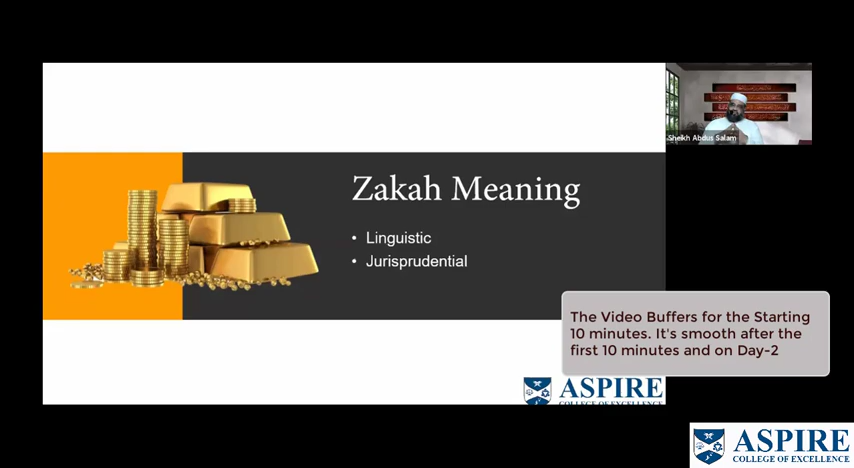 Zakah Meaning
• Linguistic
• Jurisprudential
Sheikh Abdus Salam
The Video Buffers for the Starting
10 minutes. It's smooth after the
first 10 minutes and on Day-2
ASPIRE
COLLEGE OF EXCELLENCE
ASPIRE
COLLEGE OF EXCELLENCE